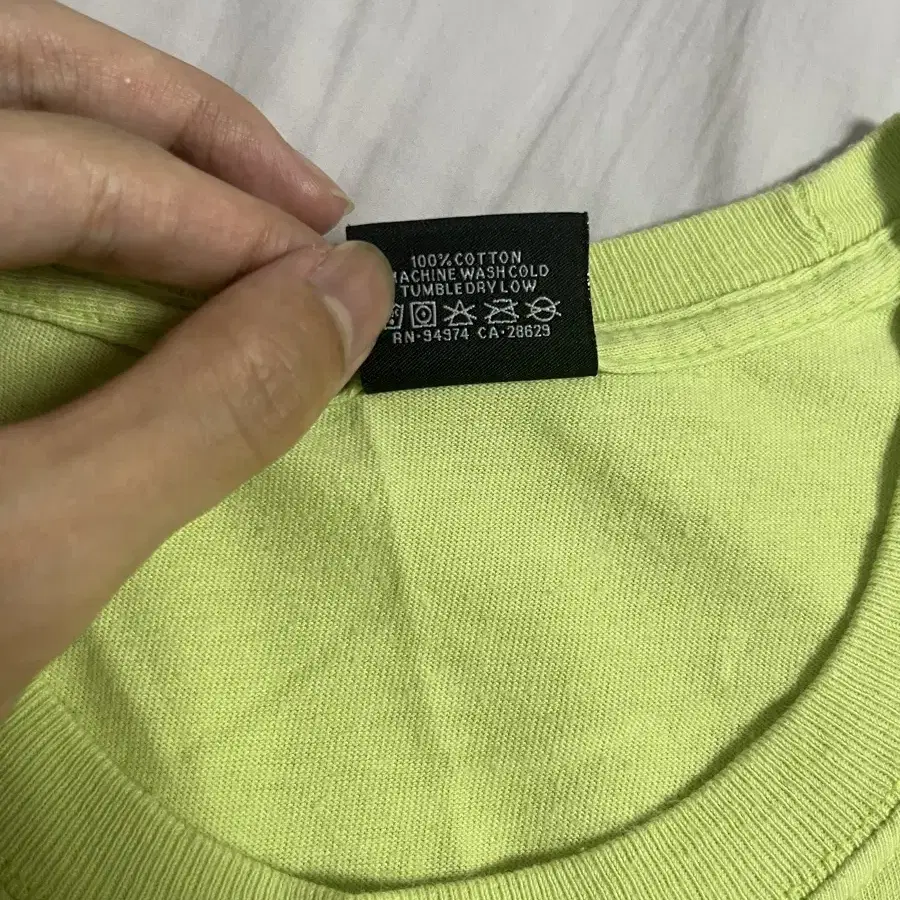 100% COTTON
MACHINE WASH COLD
TUMBLE DRY LOW
RN·94974 CA·28629